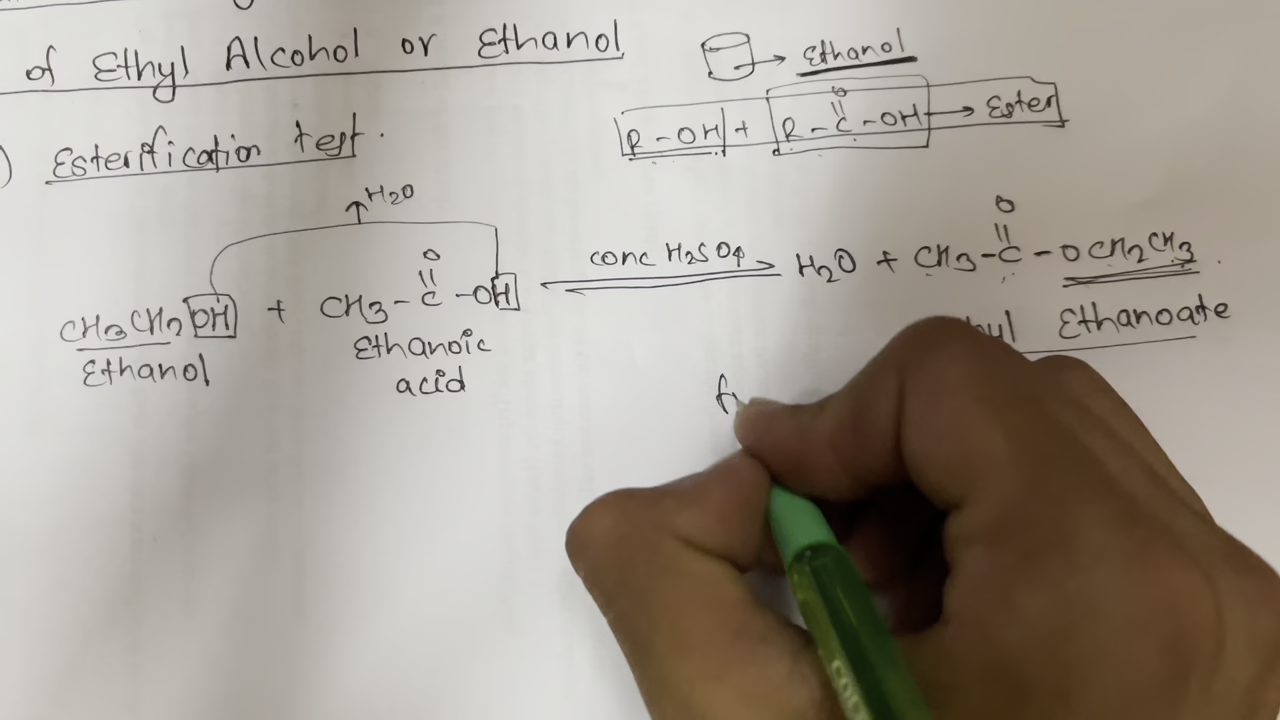 of Ethyl Alcohol or Ethanol
→ Ethanol
R-OH + R-C-OH → Ester
O
||
) Esterification test.
↑H2O
CH3CH2OH + CH3-C-OH conc H2SO4 H2O + CH3-C-OCH2CH3
O
||
O
||
Ethanol
Ethanoic
acid
Ethanoate